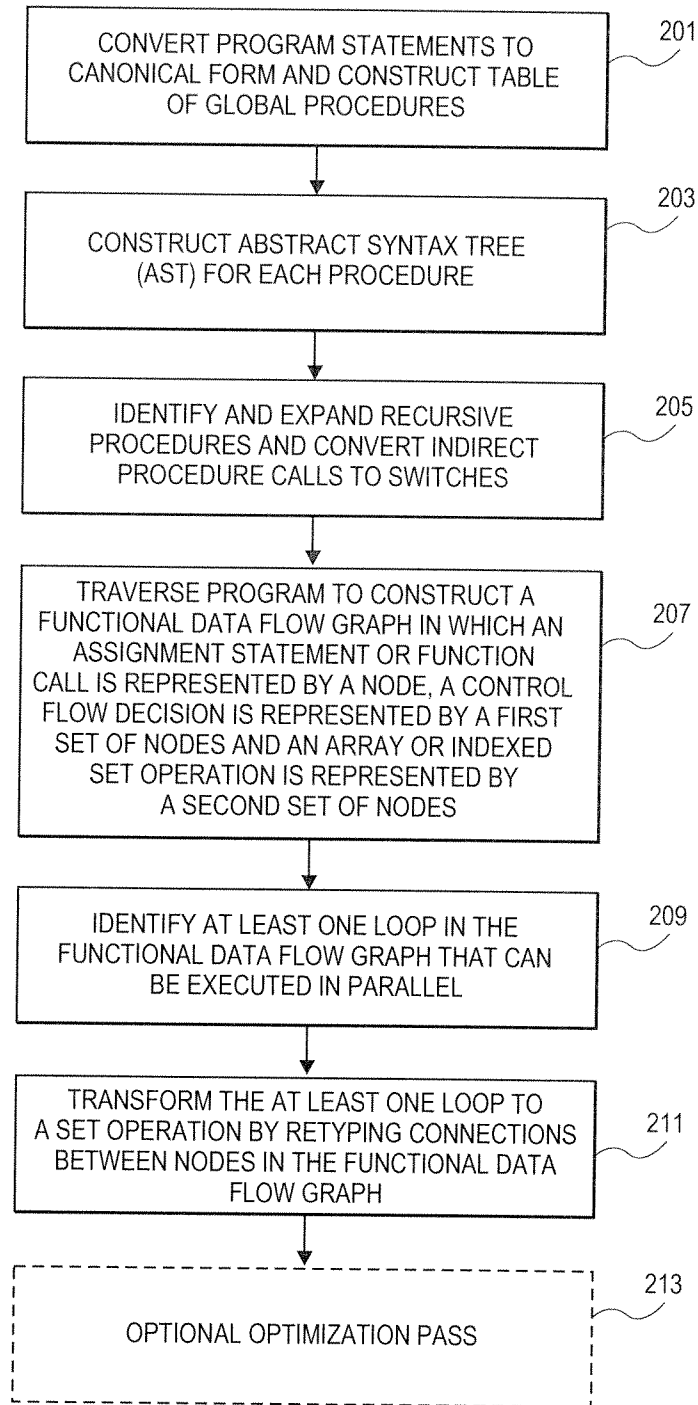 CONVERT PROGRAM STATEMENTS TO
CANONICAL FORM AND CONSTRUCT TABLE
OF GLOBAL PROCEDURES
201
CONSTRUCT ABSTRACT SYNTAX TREE
(AST) FOR EACH PROCEDURE
203
IDENTIFY AND EXPAND RECURSIVE
PROCEDURES AND CONVERT INDIRECT
PROCEDURE CALLS TO SWITCHES
205
TRAVERSE PROGRAM TO CONSTRUCT A
FUNCTIONAL DATA FLOW GRAPH IN WHICH AN
ASSIGNMENT STATEMENT OR FUNCTION
CALL IS REPRESENTED BY A NODE, A CONTROL
FLOW DECISION IS REPRESENTED BY A FIRST
SET OF NODES AND AN ARRAY OR INDEXED
SET OPERATION IS REPRESENTED BY
A SECOND SET OF NODES
207
IDENTIFY AT LEAST ONE LOOP IN THE
FUNCTIONAL DATA FLOW GRAPH THAT CAN
BE EXECUTED IN PARALLEL
209
TRANSFORM THE AT LEAST ONE LOOP TO
A SET OPERATION BY RETYPING CONNECTIONS
BETWEEN NODES IN THE FUNCTIONAL DATA
FLOW GRAPH
211
OPTIONAL OPTIMIZATION PASS
213